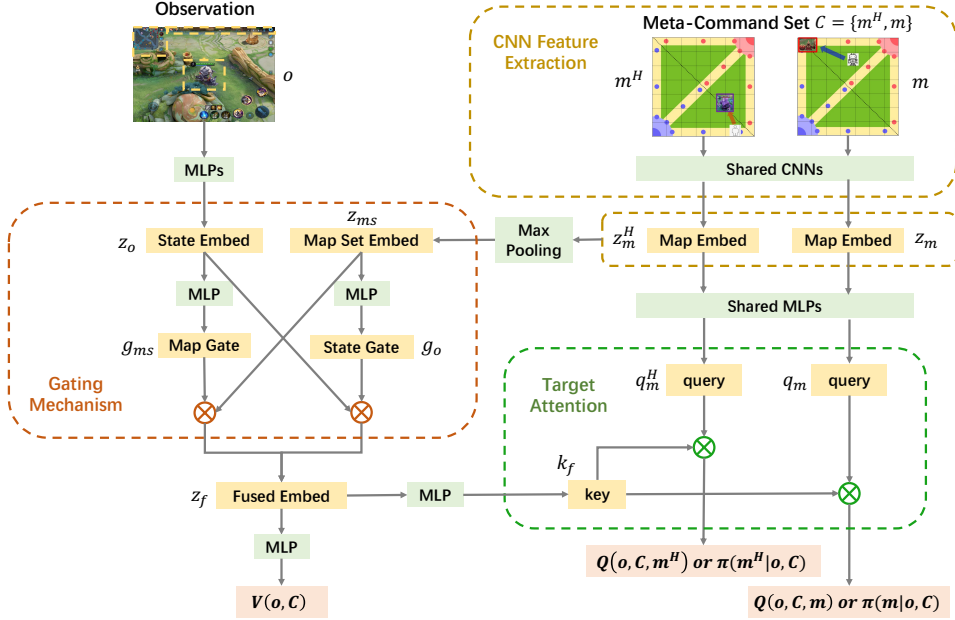 Observation
o
Meta-Command Set C = {m^H, m}
CNN Feature
Extraction
m^H
m
MLPs
Shared CNNs
z_ms
z_o
State Embed
Map Set Embed
Max
Pooling
z_m^H
Map Embed
Map Embed
z_m
MLP
MLP
Shared MLPs
g_ms
Map Gate
State Gate
g_o
Gating
Mechanism
Target
Attention
q_m^H
query
q_m
query
k_f
z_f
Fused Embed
MLP
key
MLP
Q(o, C, m^H) or π(m^H|o, C)
V(o, C)
Q(o, C, m) or π(m|o, C)